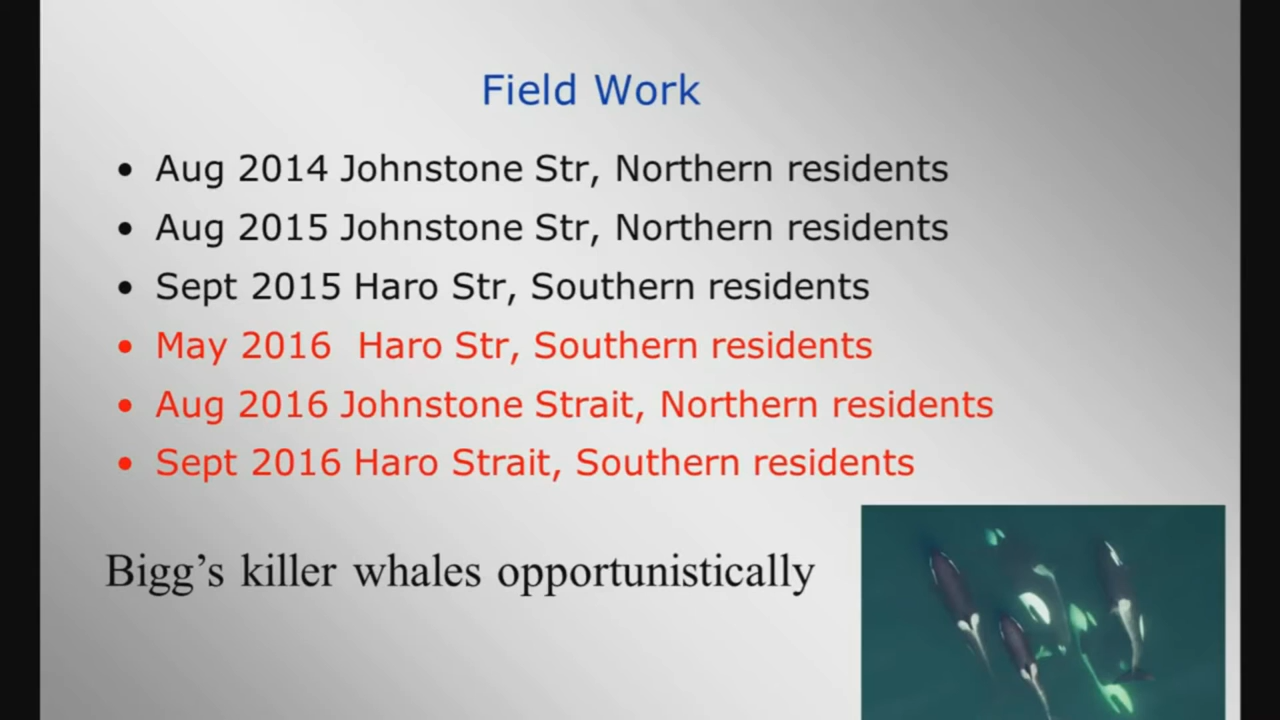 Field Work
• Aug 2014 Johnstone Str, Northern residents
• Aug 2015 Johnstone Str, Northern residents
• Sept 2015 Haro Str, Southern residents
• May 2016  Haro Str, Southern residents
• Aug 2016 Johnstone Strait, Northern residents
• Sept 2016 Haro Strait, Southern residents
Bigg’s killer whales opportunistically